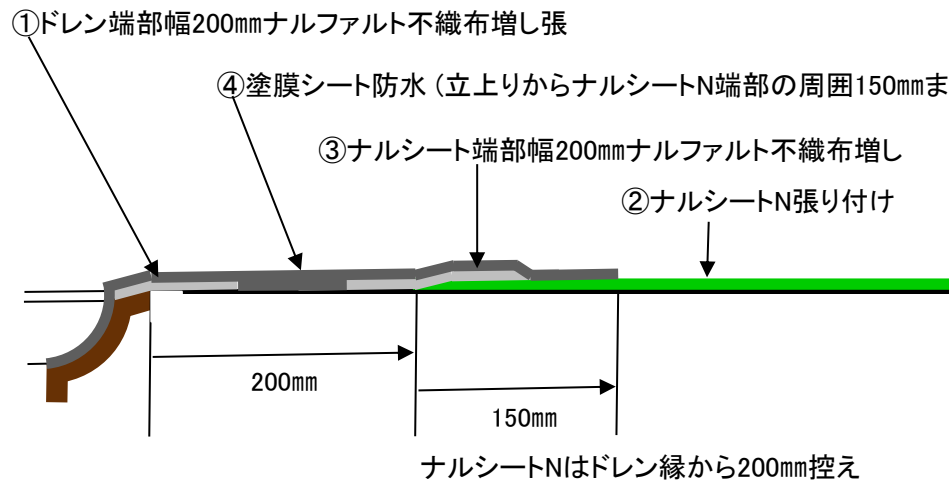 ①ドレン端部幅200㎜ナルファルト不織布増し張
④塗膜シート防水（立上りからナルシートN端部の周囲150㎜ま
③ナルシート端部幅200㎜ナルファルト不織布増し
②ナルシートN張り付け
200㎜
150㎜
ナルシートNはドレン縁から200㎜控え